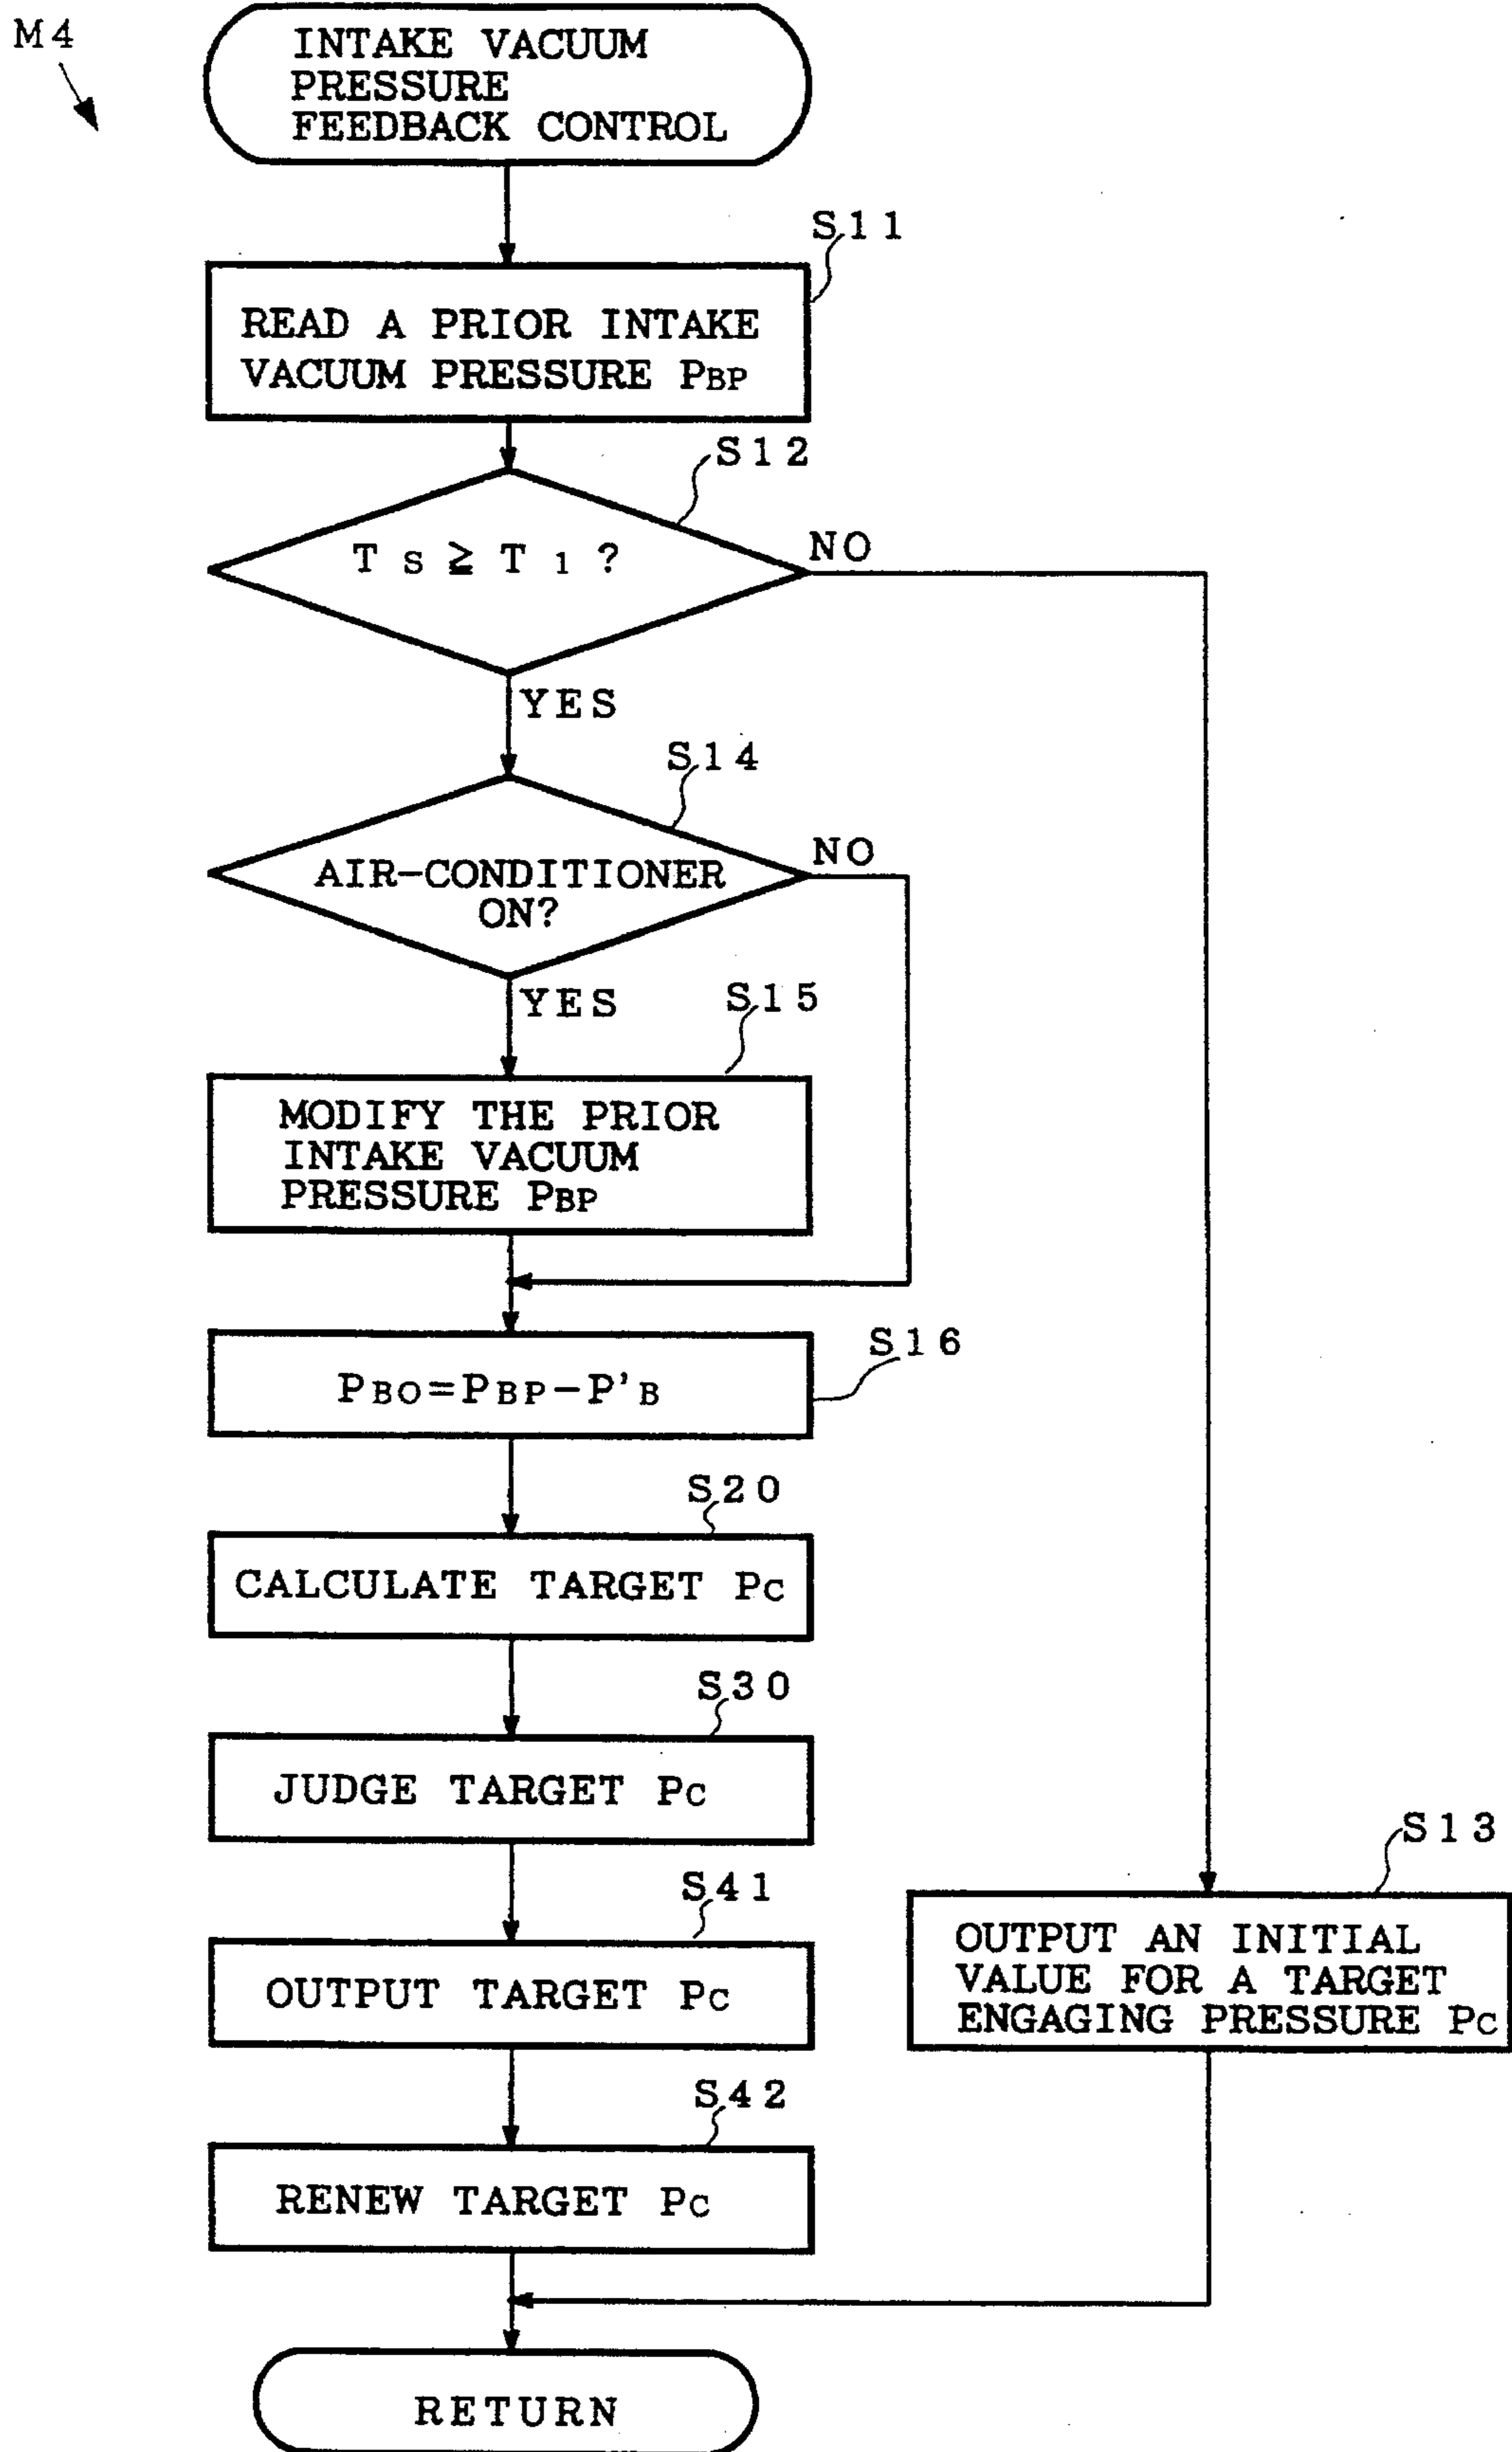 M4
INTAKE VACUUM
PRESSURE
FEEDBACK CONTROL
S11
READ A PRIOR INTAKE
VACUUM PRESSURE PBP
S12
TS ≧ T1 ?
NO
YES
S14
AIR-CONDITIONER
ON?
NO
YES
S15
MODIFY THE PRIOR
INTAKE VACUUM
PRESSURE PBP
S16
PBO=PBP-P'B
S20
CALCULATE TARGET PC
S30
JUDGE TARGET PC
S41
OUTPUT TARGET PC
S13
OUTPUT AN INITIAL
VALUE FOR A TARGET
ENGAGING PRESSURE PC
S42
RENEW TARGET PC
RETURN